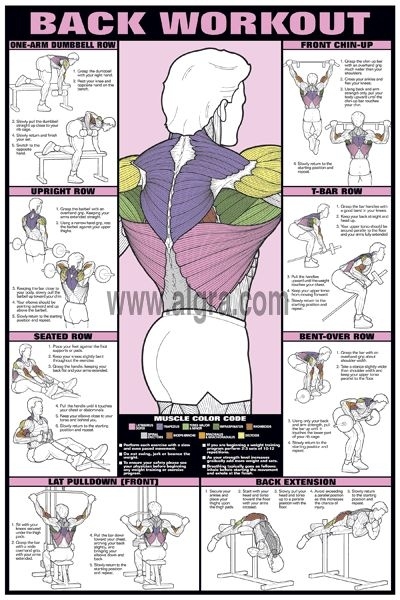 BACK WORKOUT
ONE-ARM DUMBBELL ROW
1. Grasp the dumbbell
with your right hand.
2. Rest your knee and
opposite hand on the
bench.
3. Slowly pull the dumbbell
straight up close to your
rib cage.
4. Slowly return and
finish your set.
5. Switch to the
opposite
hand.
FRONT CHIN-UP
1. Grasp the chin-up bar
with an overhand grip
much wider than your
shoulders.
2. Cross your ankles and
flex your knees.
3. Using back and arm
strength only, pull your
body upward until the
chin-up bar reaches
your chin.
4. Slowly return to the
starting position
and repeat.
UPRIGHT ROW
1. Grasp the barbell with an
overhand grip. Keeping your
arms extended straight.
2. Using a narrow hand grip, rest
the barbell against your upper
thighs.
3. Keeping the bar close to
your body, slowly pull the
barbell up toward your chin.
4. Your elbows should be
pointing outward and up
above the barbell.
5. Slowly return to the starting
position and repeat.
T-BAR ROW
1. Grasp the bar handles with
a good bend in your knees.
2. Keep your back straight and
head up.
3. Your upper torso should be
around parallel to the floor
and your arms fully extended.
4. Pull the handles
upward until the
weight touches
your chest.
5. Keep your upper
torso from moving
forward.
6. Slowly return to the
starting position
and repeat.
www.algra.com
SEATED ROW
1. Place your feet against the foot
supports or pads.
2. Keep your knees slightly bent
throughout the exercise.
3. Grasp the handle, keeping your
back flat and your arms extended.
4. Pull the handle until it touches
your chest or abdominals.
5. Keep your elbows close to your
torso and behind you.
6. Slowly return to the starting
position and repeat.
BENT-OVER ROW
1. Grasp the bar with an
overhand grip about
shoulder width.
2. Take a stance slightly wider
than shoulder width,
and keep your upper torso
parallel to the floor.
3. Using only your back
and arm strength, pull
the bar up until it
touches the lower part
of your rib cage.
4. Slowly return to the
starting position
and repeat.
MUSCLE COLOR CODE
LATISSIMUS DORSI
TRAPEZIUS
TERES MAJOR & MINOR
INFRASPINATUS
RHOMBOIDS
DELTOIDS
Perform each exercise with a slow
and even paced movement.
Do not swing, jolt or bounce the
weight.
To ensure your safety please see
your physician before beginning
any weight training or exercise!
If you are beginning a weight training
program perform 2-3 sets of 10-12
repetitions.
As your strength level increases
gradually add more weight and sets.
Breathing typically goes as follows:
inhale before starting the movement
and exhale at the finish
LAT PULLDOWN (FRONT)
1. Sit with your
knees secured
under the thigh
pads.
2. Grasp the bar
with a wide
overhand grip,
with your arms
extended.
3. Pull the bar down
toward your chest,
arching your back
slightly, and
bringing your
elbows down and
back.
4. Slowly return to the
starting position
and repeat.
BACK EXTENSION
1. Secure your
ankles and
place your
thighs upon
the thigh pads.
2. Start with your
head and torso
toward the floor
with your arms
crossed.
3. Slowly pull your
head and torso
up to a parallel
position with the
floor.
4. Avoid exceeding
a parallel position
as this increases
the chance of
injury.
5. Slowly return
to the starting
position and
repeat.